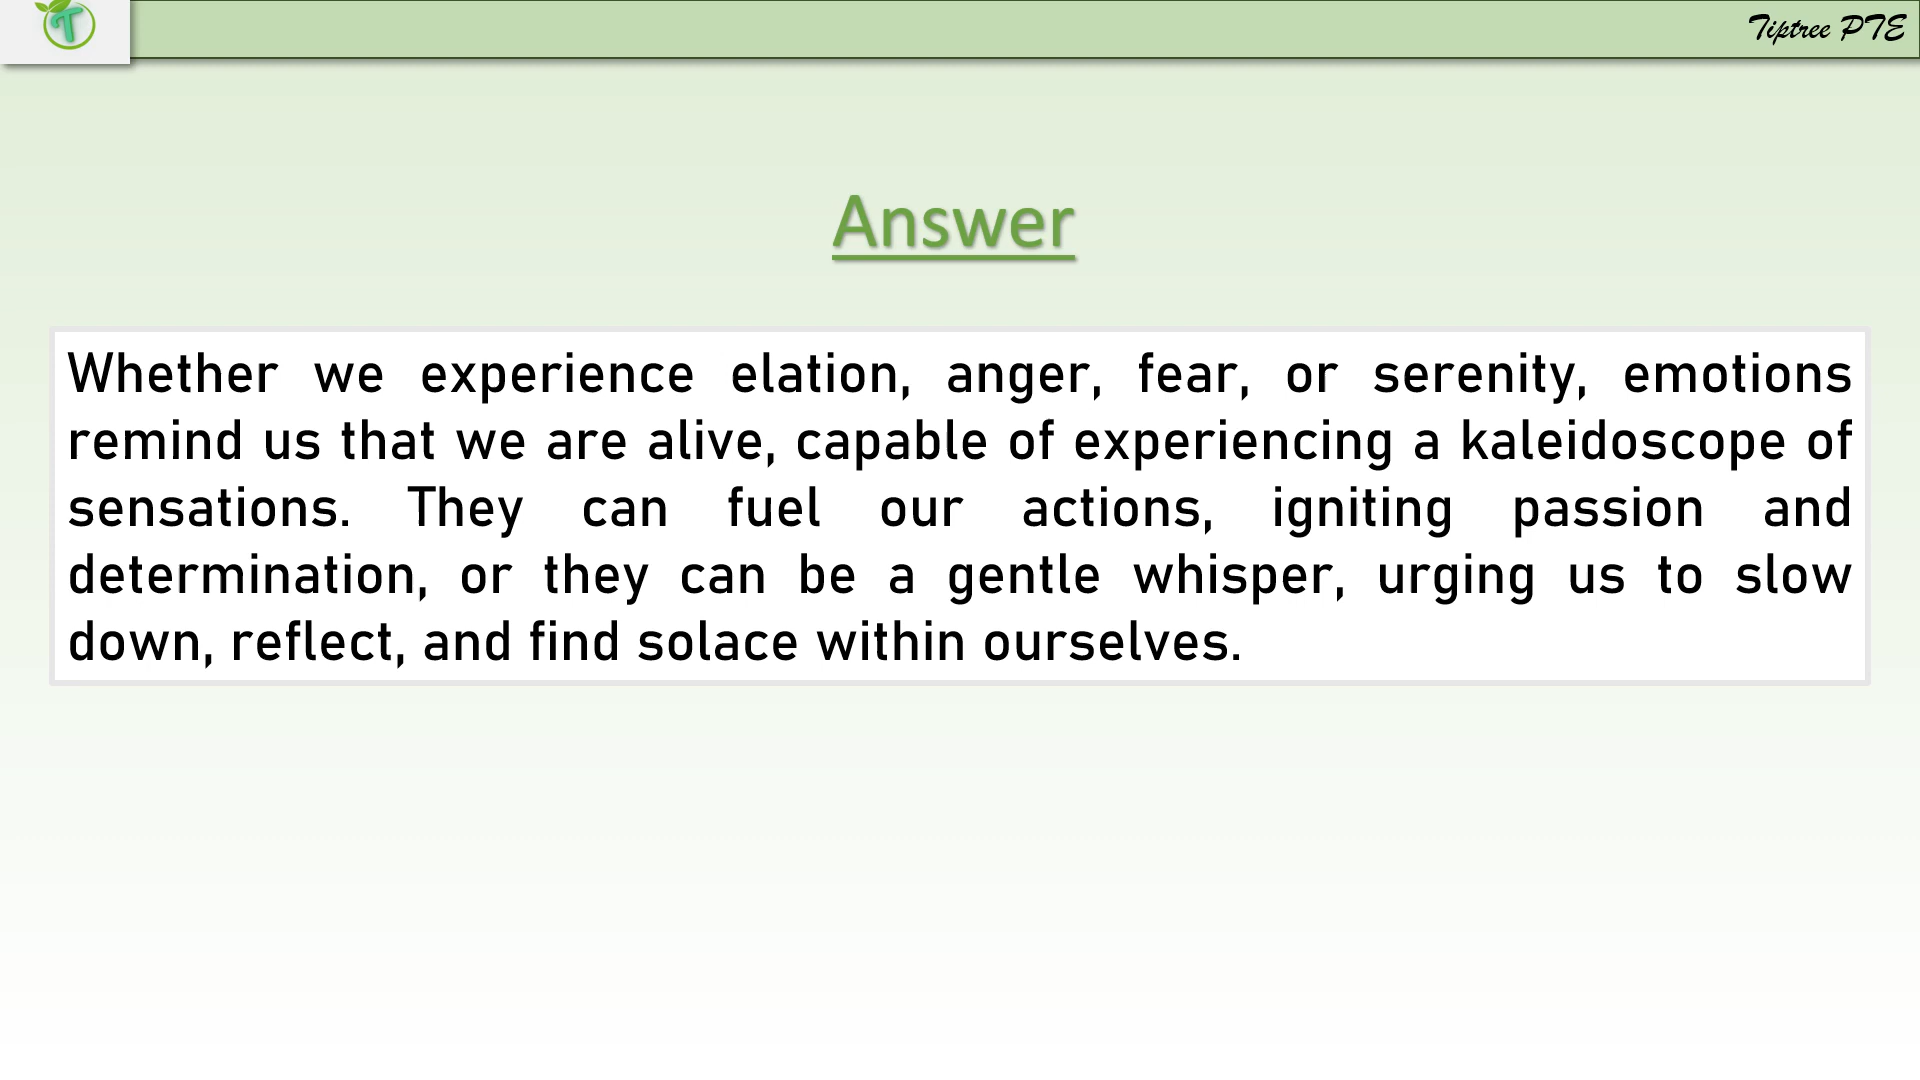 T
Tiptree PTE
Answer
Whether we experience elation, anger, fear, or serenity, emotions
remind us that we are alive, capable of experiencing a kaleidoscope of
sensations. They can fuel our actions, igniting passion and
determination, or they can be a gentle whisper, urging us to slow
down, reflect, and find solace within ourselves.